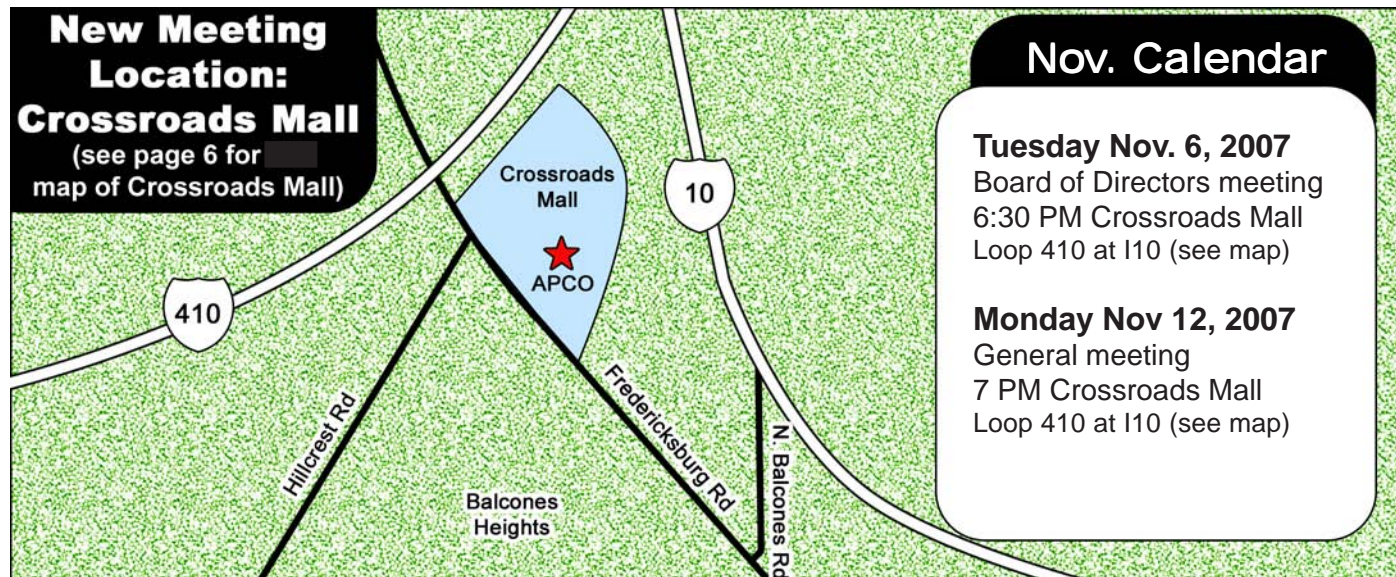 New Meeting
Location:
Crossroads Mall
(see page 6 for
map of Crossroads Mall)
Crossroads
Mall
APCO
410
10
Hillcrest Rd
Fredericksburg Rd
N. Balcones Rd
Balcones
Heights
Nov. Calendar
Tuesday Nov. 6, 2007
Board of Directors meeting
6:30 PM Crossroads Mall
Loop 410 at I10 (see map)
Monday Nov 12, 2007
General meeting
7 PM Crossroads Mall
Loop 410 at I10 (see map)